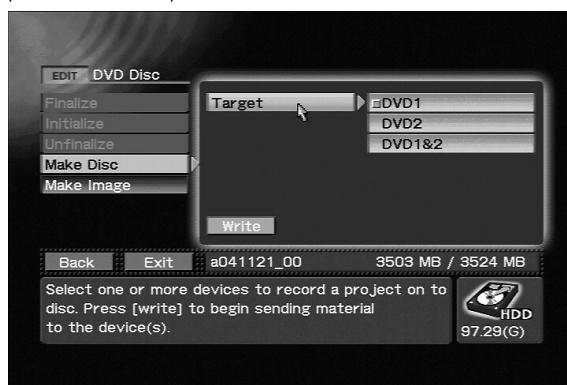 EDIT DVD Disc
Finalize
Initialize
Unfinalize
Make Disc
Make Image
Target
DVD1
DVD2
DVD1&2
Write
Back Exit a041121_00 3503 MB / 3524 MB
Select one or more devices to record a project on to
disc. Press [write] to begin sending material
to the device(s).
HDD
97.29(G)